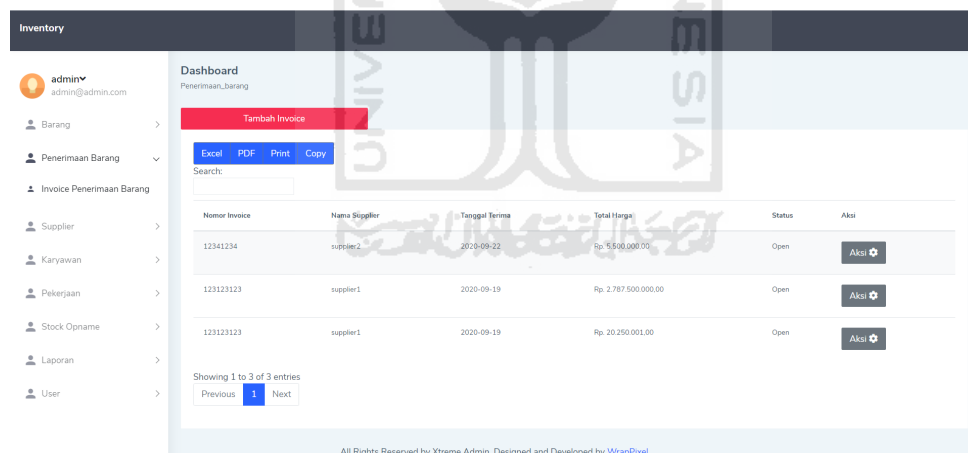 Inventory
admin
admin@admin.com
Barang
Penerimaan Barang
Invoice Penerimaan Barang
Supplier
Karyawan
Pekerjaan
Stock Opname
Laporan
User
Dashboard
Penerimaan_barang
Tambah Invoice
Excel PDF Print Copy
Search:
Nomor Invoice Nama Supplier Tanggal Terima Total Harga Status Aksi
12341234 supplier2 2020-09-22 Rp. 5.500.000,00 Open Aksi
123123123 supplier1 2020-09-19 Rp. 2.787.500.000,00 Open Aksi
123123123 supplier1 2020-09-19 Rp. 20.250.001,00 Open Aksi
Showing 1 to 3 of 3 entries
Previous 1 Next
All Rights Reserved by Xtreme Admin. Designed and Developed by WrapPixel.